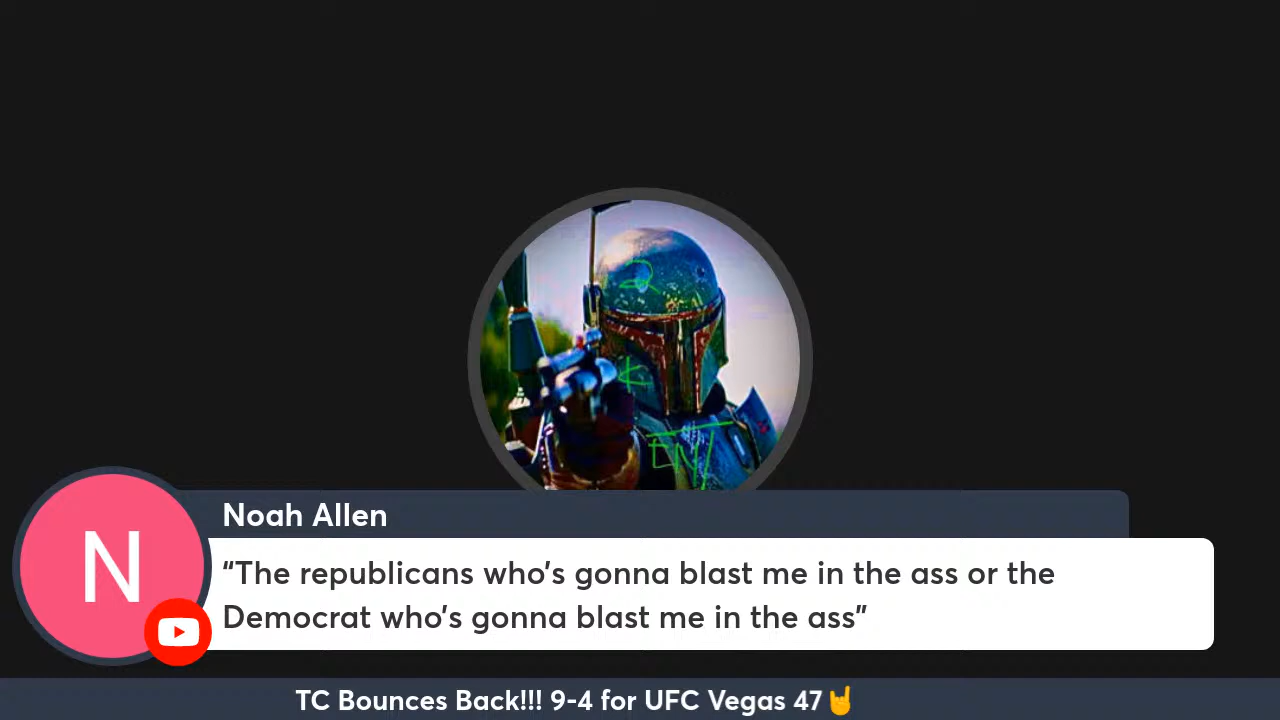 Noah Allen
“The republicans who's gonna blast me in the ass or the
Democrat who's gonna blast me in the ass”
N
TC Bounces Back!!! 9-4 for UFC Vegas 47🤘